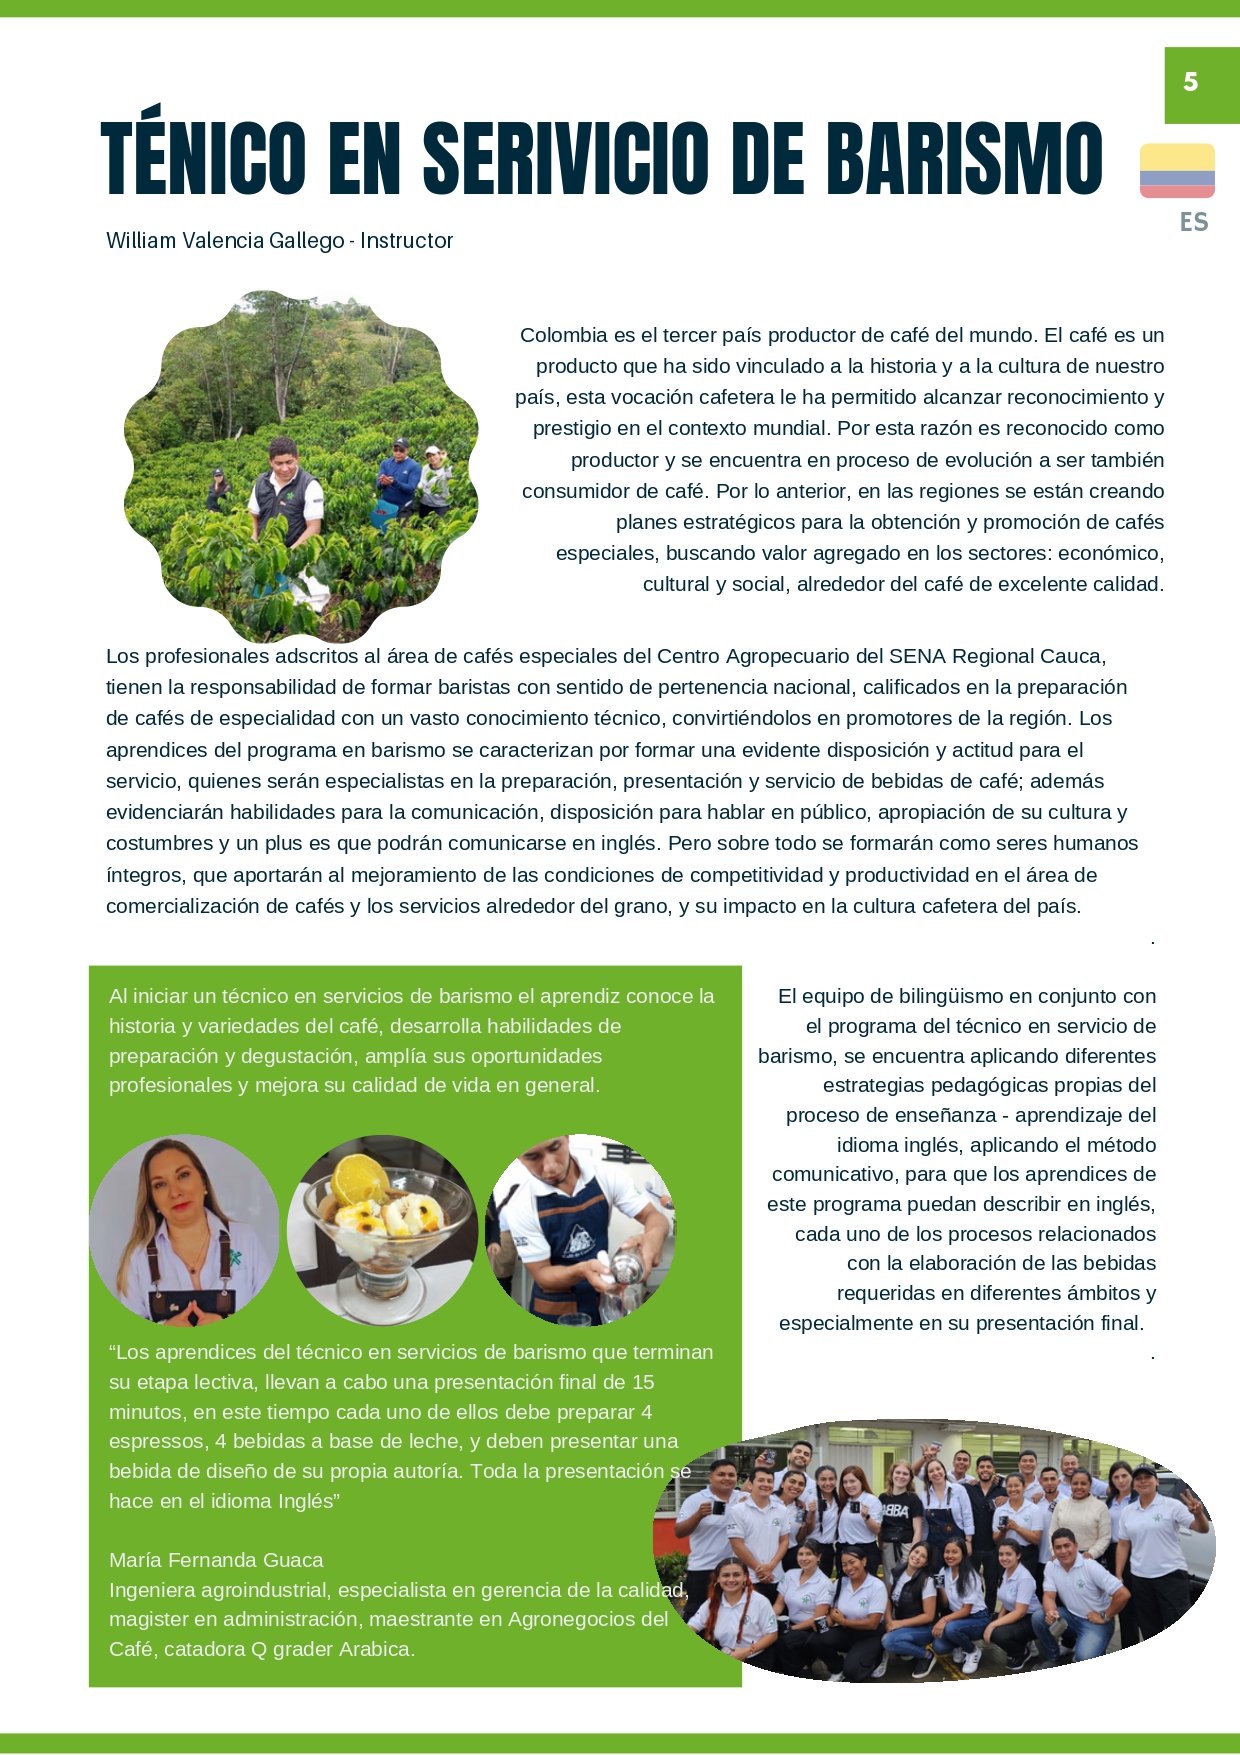 5
TÉNICO EN SERIVICIO DE BARISMO
ES
William Valencia Gallego - Instructor
Colombia es el tercer país productor de café del mundo. El café es un
producto que ha sido vinculado a la historia y a la cultura de nuestro
país, esta vocación cafetera le ha permitido alcanzar reconocimiento y
prestigio en el contexto mundial. Por esta razón es reconocido como
productor y se encuentra en proceso de evolución a ser también
consumidor de café. Por lo anterior, en las regiones se están creando
planes estratégicos para la obtención y promoción de cafés
especiales, buscando valor agregado en los sectores: económico,
cultural y social, alrededor del café de excelente calidad.
Los profesionales adscritos al área de cafés especiales del Centro Agropecuario del SENA Regional Cauca,
tienen la responsabilidad de formar baristas con sentido de pertenencia nacional, calificados en la preparación
de cafés de especialidad con un vasto conocimiento técnico, convirtiéndolos en promotores de la región. Los
aprendices del programa en barismo se caracterizan por formar una evidente disposición y actitud para el
servicio, quienes serán especialistas en la preparación, presentación y servicio de bebidas de café; además
evidenciarán habilidades para la comunicación, disposición para hablar en público, apropiación de su cultura y
costumbres y un plus es que podrán comunicarse en inglés. Pero sobre todo se formarán como seres humanos
íntegros, que aportarán al mejoramiento de las condiciones de competitividad y productividad en el área de
comercialización de cafés y los servicios alrededor del grano, y su impacto en la cultura cafetera del país.
.
Al iniciar un técnico en servicios de barismo el aprendiz conoce la
historia y variedades del café, desarrolla habilidades de
preparación y degustación, amplía sus oportunidades
profesionales y mejora su calidad de vida en general.
“Los aprendices del técnico en servicios de barismo que terminan
su etapa lectiva, llevan a cabo una presentación final de 15
minutos, en este tiempo cada uno de ellos debe preparar 4
espressos, 4 bebidas a base de leche, y deben presentar una
bebida de diseño de su propia autoría. Toda la presentación se
hace en el idioma Inglés”
María Fernanda Guaca
Ingeniera agroindustrial, especialista en gerencia de la calidad,
magister en administración, maestrante en Agronegocios del
Café, catadora Q grader Arabica.
El equipo de bilingüismo en conjunto con
el programa del técnico en servicio de
barismo, se encuentra aplicando diferentes
estrategias pedagógicas propias del
proceso de enseñanza - aprendizaje del
idioma inglés, aplicando el método
comunicativo, para que los aprendices de
este programa puedan describir en inglés,
cada uno de los procesos relacionados
con la elaboración de las bebidas
requeridas en diferentes ámbitos y
especialmente en su presentación final.
.
ABBA